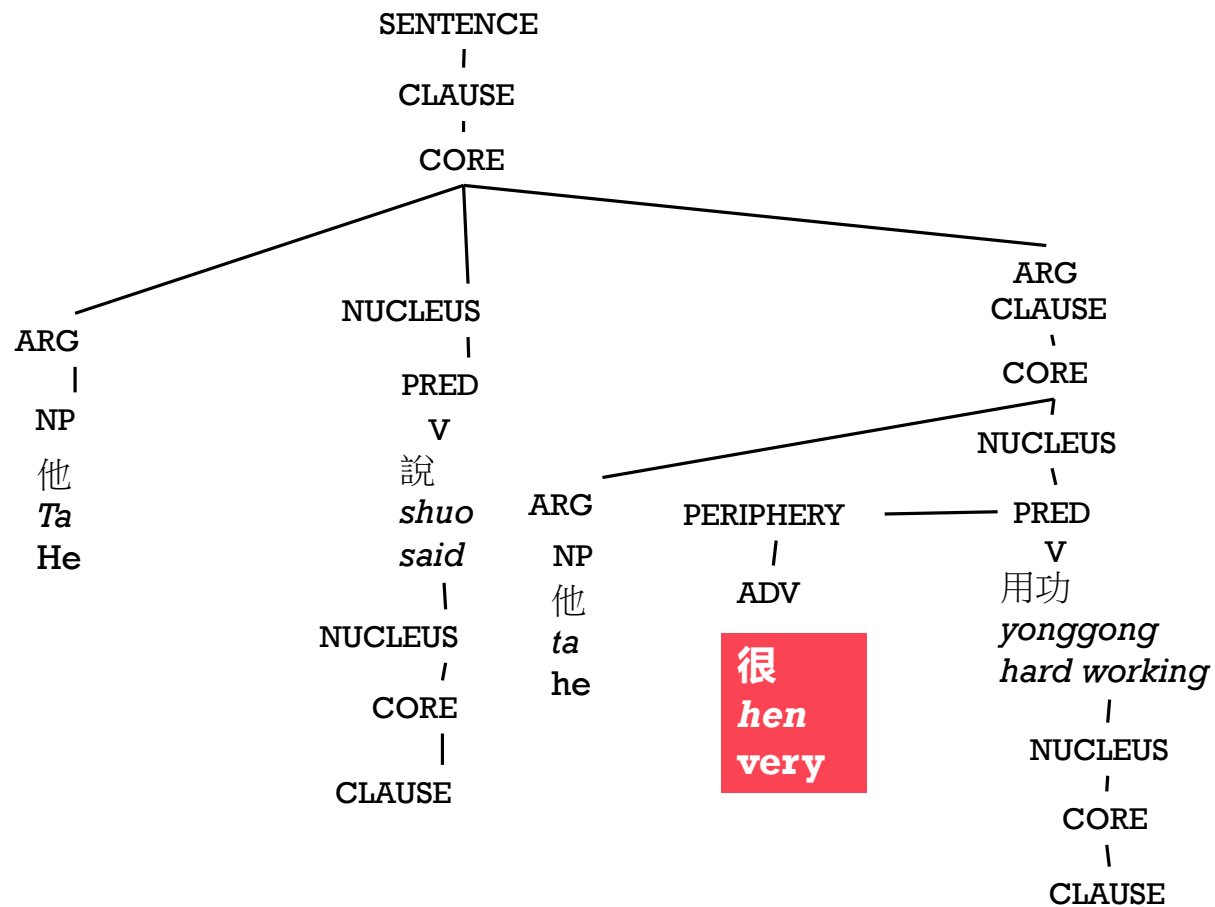 SENTENCE
CLAUSE
CORE
ARG
CLAUSE
NUCLEUS
ARG
CORE
PRED
NP
V
NUCLEUS
他
說
Ta
shuo
ARG
PERIPHERY
PRED
He
said
NP
V
他
ADV
用功
NUCLEUS
ta
yonggong
he
很
hard working
CORE
hen
very
NUCLEUS
CLAUSE
CORE
CLAUSE